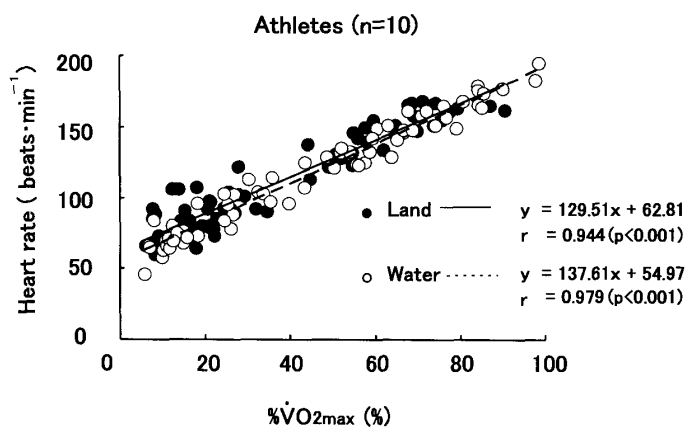 Athletes (n=10)
Heart rate ( beats·min⁻¹)
200
150
100
50
0
0 20 40 60 80 100
%V̇O2max (%)
Land y = 129.51x + 62.81
r = 0.944 (p<0.001)
Water y = 137.61x + 54.97
r = 0.979 (p<0.001)